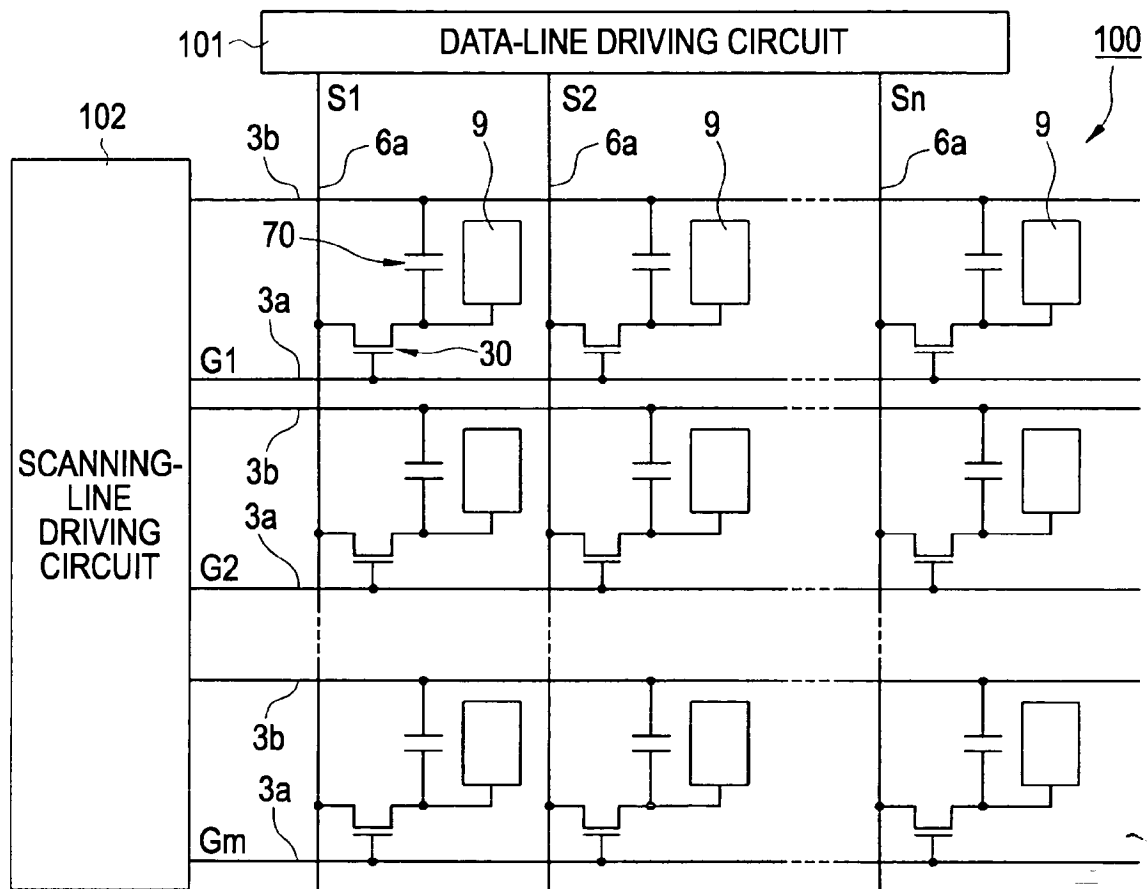 101
DATA-LINE DRIVING CIRCUIT
100
S1
S2
Sn
102
9
9
9
3b
6a
6a
6a
70
3a
30
G1
3b
SCANNING-
LINE
DRIVING
CIRCUIT
3a
G2
3b
3a
Gm